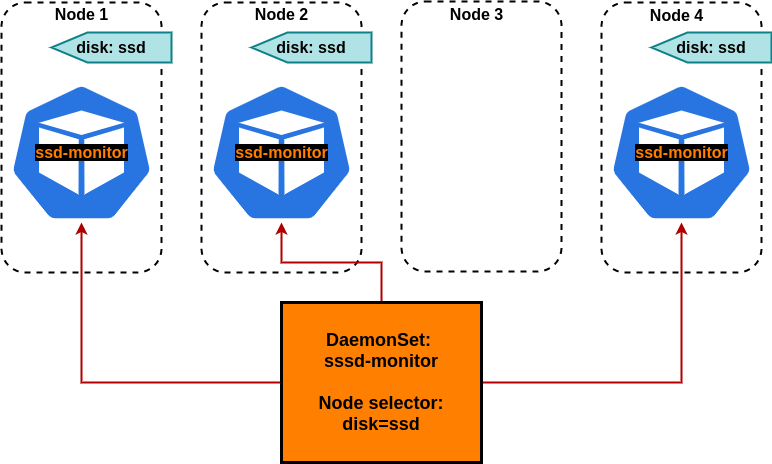 Node 1
Node 2
Node 3
Node 4
disk: ssd
disk: ssd
disk: ssd
ssd-monitor
ssd-monitor
ssd-monitor
DaemonSet:
sssd-monitor
Node selector:
disk=ssd